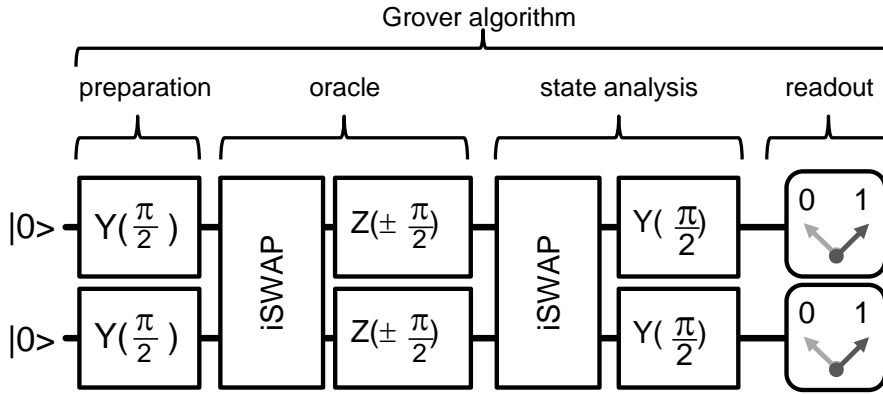 Grover algorithm
preparation oracle state analysis readout
|0> Y(π/2) iSWAP Z(± π/2) iSWAP Y(π/2) 0 1
|0> Y(π/2) Z(± π/2) Y(π/2) 0 1